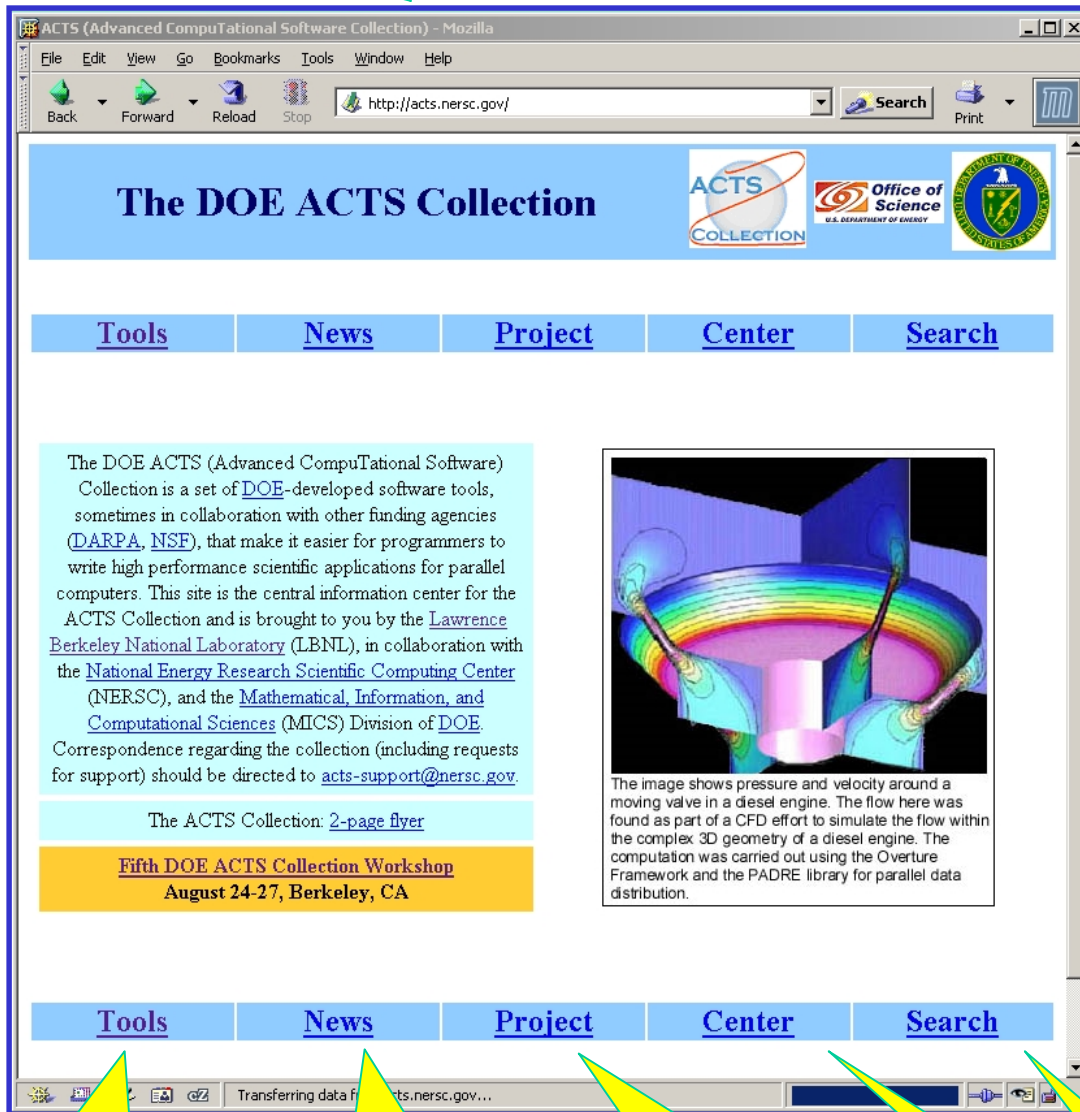 ACTS (Advanced CompuTational Software Collection) - Mozilla
File Edit View Go Bookmarks Tools Window Help
Back Forward Reload Stop http://acts.nersc.gov/ Search Print
The DOE ACTS Collection
ACTS
COLLECTION
Office of
Science
U.S. DEPARTMENT OF ENERGY
DEPARTMENT OF ENERGY
UNITED STATES OF AMERICA
Tools News Project Center Search
The DOE ACTS (Advanced CompuTational Software)
Collection is a set of DOE-developed software tools,
sometimes in collaboration with other funding agencies
(DARPA, NSF), that make it easier for programmers to
write high performance scientific applications for parallel
computers. This site is the central information center for the
ACTS Collection and is brought to you by the Lawrence
Berkeley National Laboratory (LBNL), in collaboration with
the National Energy Research Scientific Computing Center
(NERSC), and the Mathematical, Information, and
Computational Sciences (MICS) Division of DOE.
Correspondence regarding the collection (including requests
for support) should be directed to acts-support@nersc.gov.
The ACTS Collection: 2-page flyer
Fifth DOE ACTS Collection Workshop
August 24-27, Berkeley, CA
The image shows pressure and velocity around a
moving valve in a diesel engine. The flow here was
found as part of a CFD effort to simulate the flow within
the complex 3D geometry of a diesel engine. The
computation was carried out using the Overture
Framework and the PADRE library for parallel data
distribution.
Tools News Project Center Search
Transferring data f cts.nersc.gov...